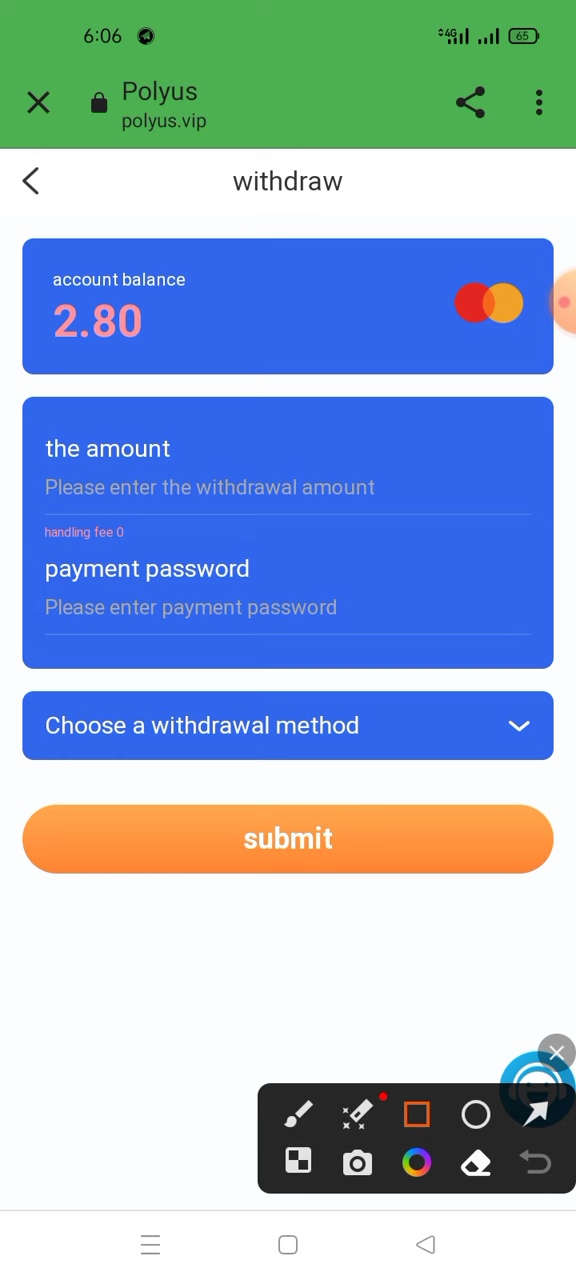 6:06 4G 65
Polyus
polyus.vip
withdraw
account balance
2.80
the amount
Please enter the withdrawal amount
handling fee 0
payment password
Please enter payment password
Choose a withdrawal method
submit